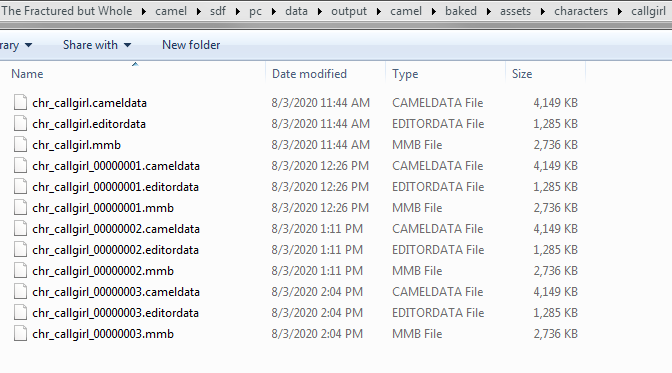 The Fractured but Whole ▸ camel ▸ sdf ▸ pc ▸ data ▸ output ▸ camel ▸ baked ▸ assets ▸ characters ▸ callgirl
rary ▾ Share with ▾ New folder
Name Date modified Type Size
chr_callgirl.cameldata 8/3/2020 11:44 AM CAMELDATA File 4,149 KB
chr_callgirl.editordata 8/3/2020 11:44 AM EDITORDATA File 1,285 KB
chr_callgirl.mmb 8/3/2020 11:44 AM MMB File 2,736 KB
chr_callgirl_00000001.cameldata 8/3/2020 12:26 PM CAMELDATA File 4,149 KB
chr_callgirl_00000001.editordata 8/3/2020 12:26 PM EDITORDATA File 1,285 KB
chr_callgirl_00000001.mmb 8/3/2020 12:26 PM MMB File 2,736 KB
chr_callgirl_00000002.cameldata 8/3/2020 1:11 PM CAMELDATA File 4,149 KB
chr_callgirl_00000002.editordata 8/3/2020 1:11 PM EDITORDATA File 1,285 KB
chr_callgirl_00000002.mmb 8/3/2020 1:11 PM MMB File 2,736 KB
chr_callgirl_00000003.cameldata 8/3/2020 2:04 PM CAMELDATA File 4,149 KB
chr_callgirl_00000003.editordata 8/3/2020 2:04 PM EDITORDATA File 1,285 KB
chr_callgirl_00000003.mmb 8/3/2020 2:04 PM MMB File 2,736 KB